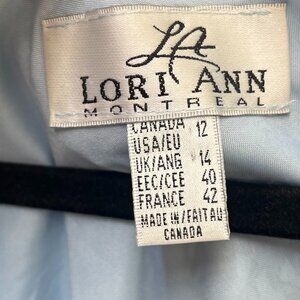 LA
LORI ANN
MONTREAL
CANADA 12
USA/EU
UK/ANG 14
EEC/CEE 40
FRANCE 42
MADE IN/FAIT AU
CANADA